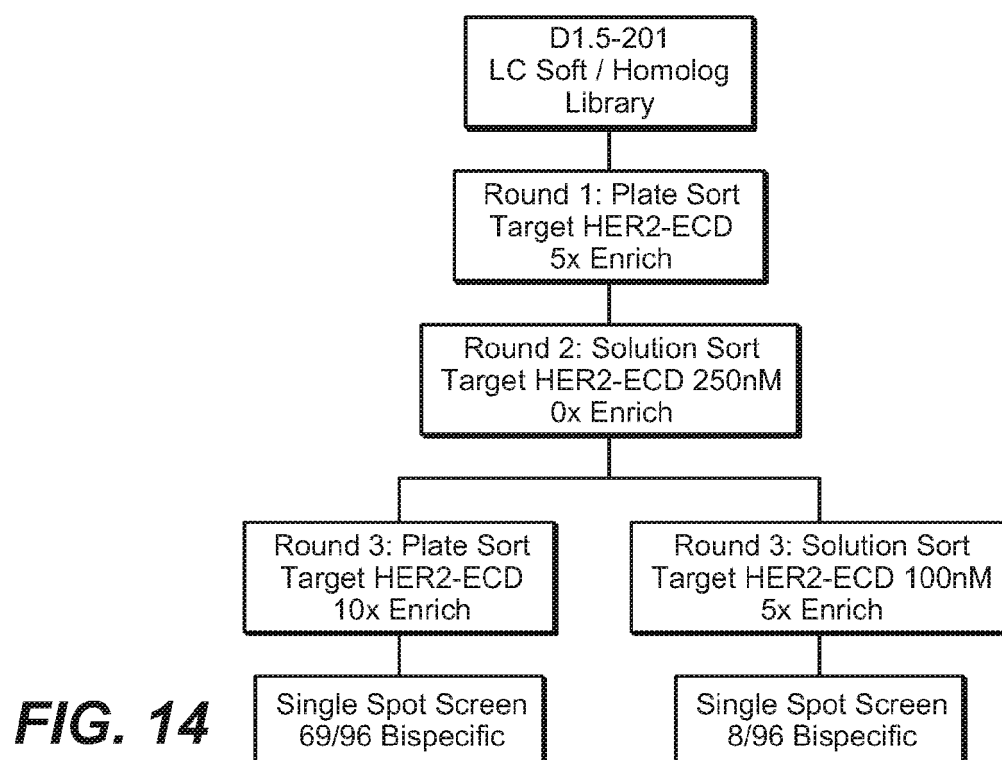 D1.5-201
LC Soft / Homolog
Library
Round 1: Plate Sort
Target HER2-ECD
5x Enrich
Round 2: Solution Sort
Target HER2-ECD 250nM
0x Enrich
Round 3: Plate Sort
Target HER2-ECD
10x Enrich
Round 3: Solution Sort
Target HER2-ECD 100nM
5x Enrich
Single Spot Screen
69/96 Bispecific
Single Spot Screen
8/96 Bispecific
FIG. 14